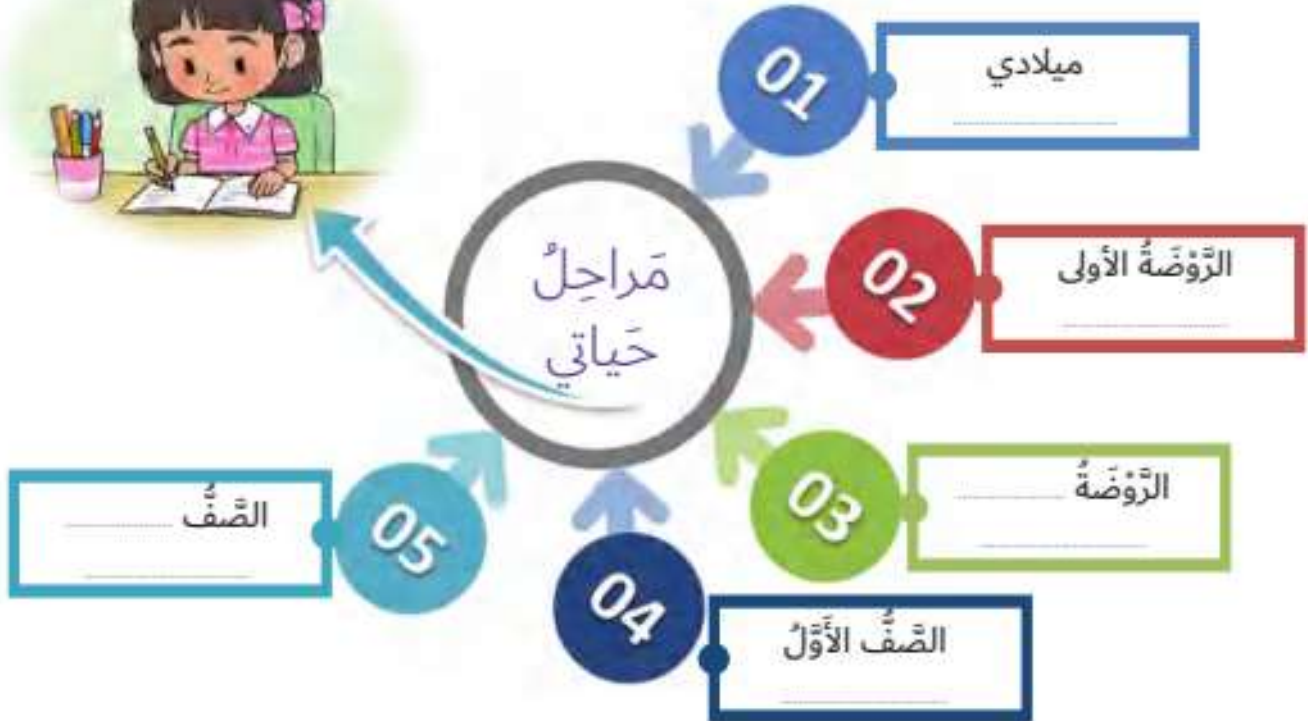 01
ميلادي
02
الرَّوْضَةُ الأولى
مَراحِلُ
حَياتي
03
الرَّوْضَةُ ............
05
الصَّفُّ ............
04
الصَّفُّ الأَوَّلُ